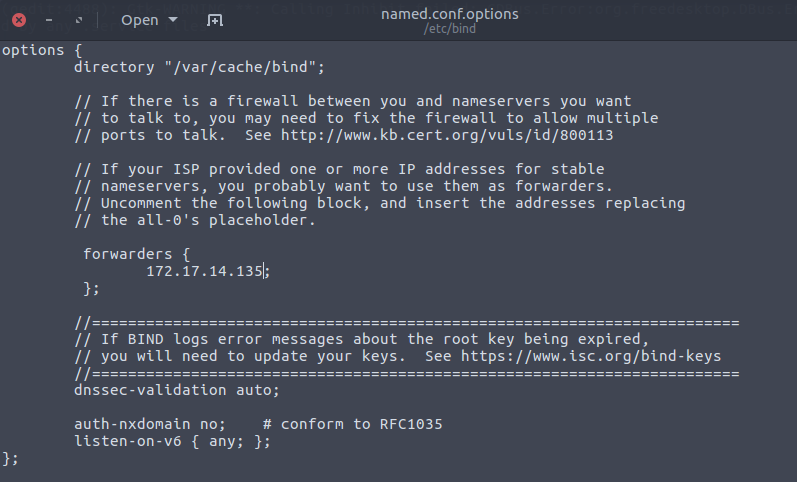 Open
named.conf.options
/etc/bind
options {
directory "/var/cache/bind";
// If there is a firewall between you and nameservers you want
// to talk to, you may need to fix the firewall to allow multiple
// ports to talk.  See http://www.kb.cert.org/vuls/id/800113
// If your ISP provided one or more IP addresses for stable
// nameservers, you probably want to use them as forwarders.
// Uncomment the following block, and insert the addresses replacing
// the all-0's placeholder.
forwarders {
172.17.14.135;
};
//========================================================================
// If BIND logs error messages about the root key being expired,
// you will need to update your keys.  See https://www.isc.org/bind-keys
//========================================================================
dnssec-validation auto;
auth-nxdomain no;    # conform to RFC1035
listen-on-v6 { any; };
};